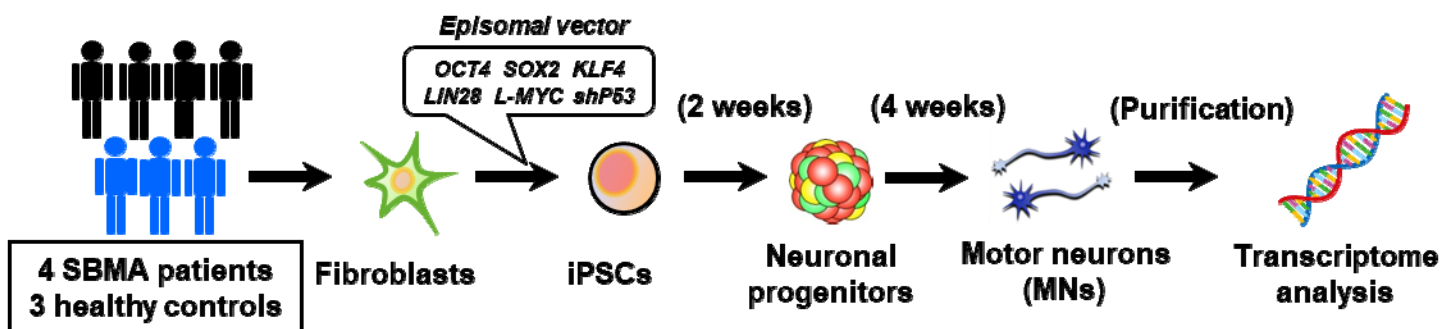 Episomal vector
OCT4 SOX2 KLF4
LIN28 L-MYC shP53
(2 weeks)
(4 weeks)
(Purification)
4 SBMA patients
3 healthy controls
Fibroblasts
iPSCs
Neuronal
progenitors
Motor neurons
(MNs)
Transcriptome
analysis